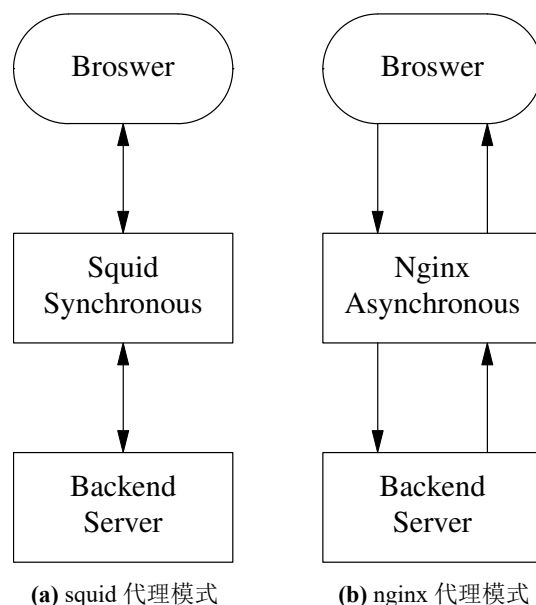 Broswer
Squid
Synchronous
Backend
Server
(a) squid 代理模式
Broswer
Nginx
Asynchronous
Backend
Server
(b) nginx 代理模式